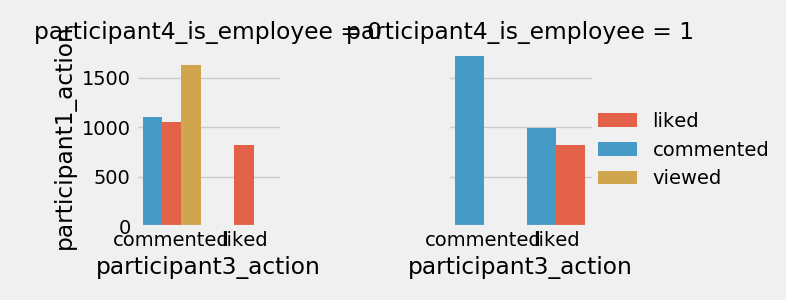 participant4_is_employee = 0
participant4_is_employee = 1
participant1_action
1500
1000
500
0
commented
liked
commented
liked
participant3_action
participant3_action
liked
commented
viewed